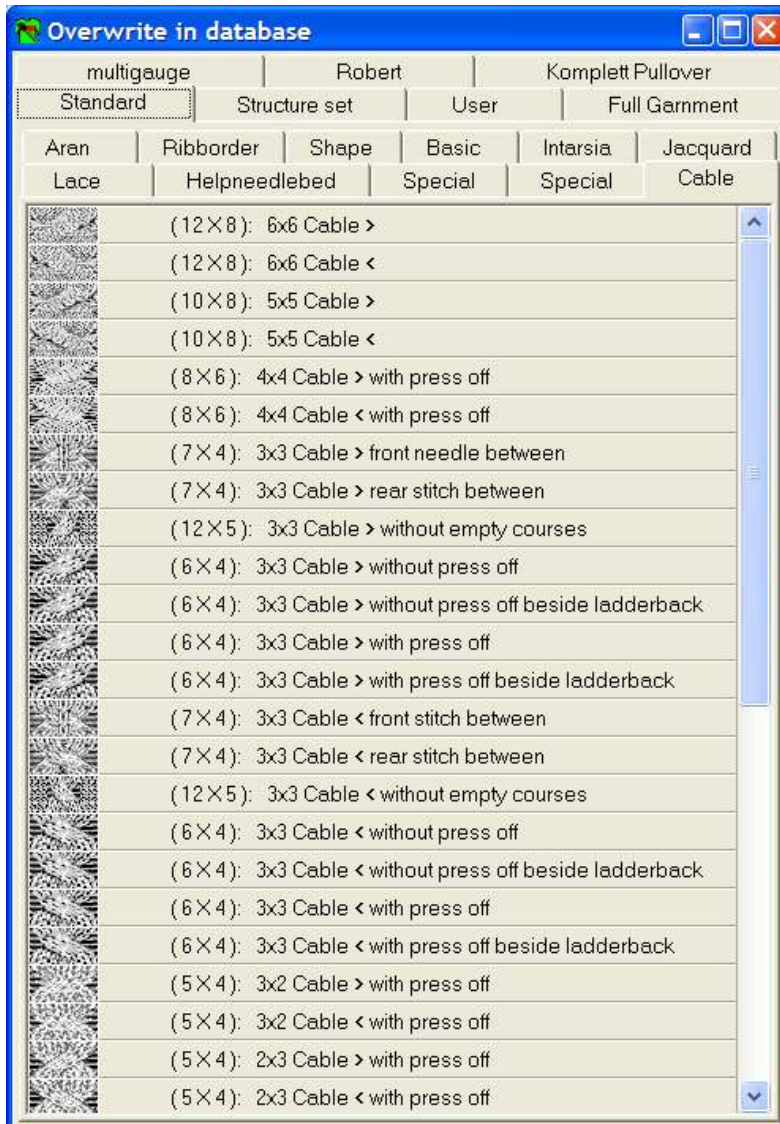 Overwrite in database
multigauge Robert Komplett Pullover
Standard Structure set User Full Garnment
Aran Ribborder Shape Basic Intarsia Jacquard
Lace Helpneedlebed Special Special Cable
(12X8): 6x6 Cable >
(12X8): 6x6 Cable <
(10X8): 5x5 Cable >
(10X8): 5x5 Cable <
(8X6): 4x4 Cable > with press off
(8X6): 4x4 Cable < with press off
(7X4): 3x3 Cable > front needle between
(7X4): 3x3 Cable > rear stitch between
(12X5): 3x3 Cable > without empty courses
(6X4): 3x3 Cable > without press off
(6X4): 3x3 Cable > without press off beside ladderback
(6X4): 3x3 Cable > with press off
(6X4): 3x3 Cable > with press off beside ladderback
(7X4): 3x3 Cable < front stitch between
(7X4): 3x3 Cable < rear stitch between
(12X5): 3x3 Cable < without empty courses
(6X4): 3x3 Cable < without press off
(6X4): 3x3 Cable < without press off beside ladderback
(6X4): 3x3 Cable < with press off
(6X4): 3x3 Cable < with press off beside ladderback
(5X4): 3x2 Cable > with press off
(5X4): 3x2 Cable < with press off
(5X4): 2x3 Cable > with press off
(5X4): 2x3 Cable < with press off